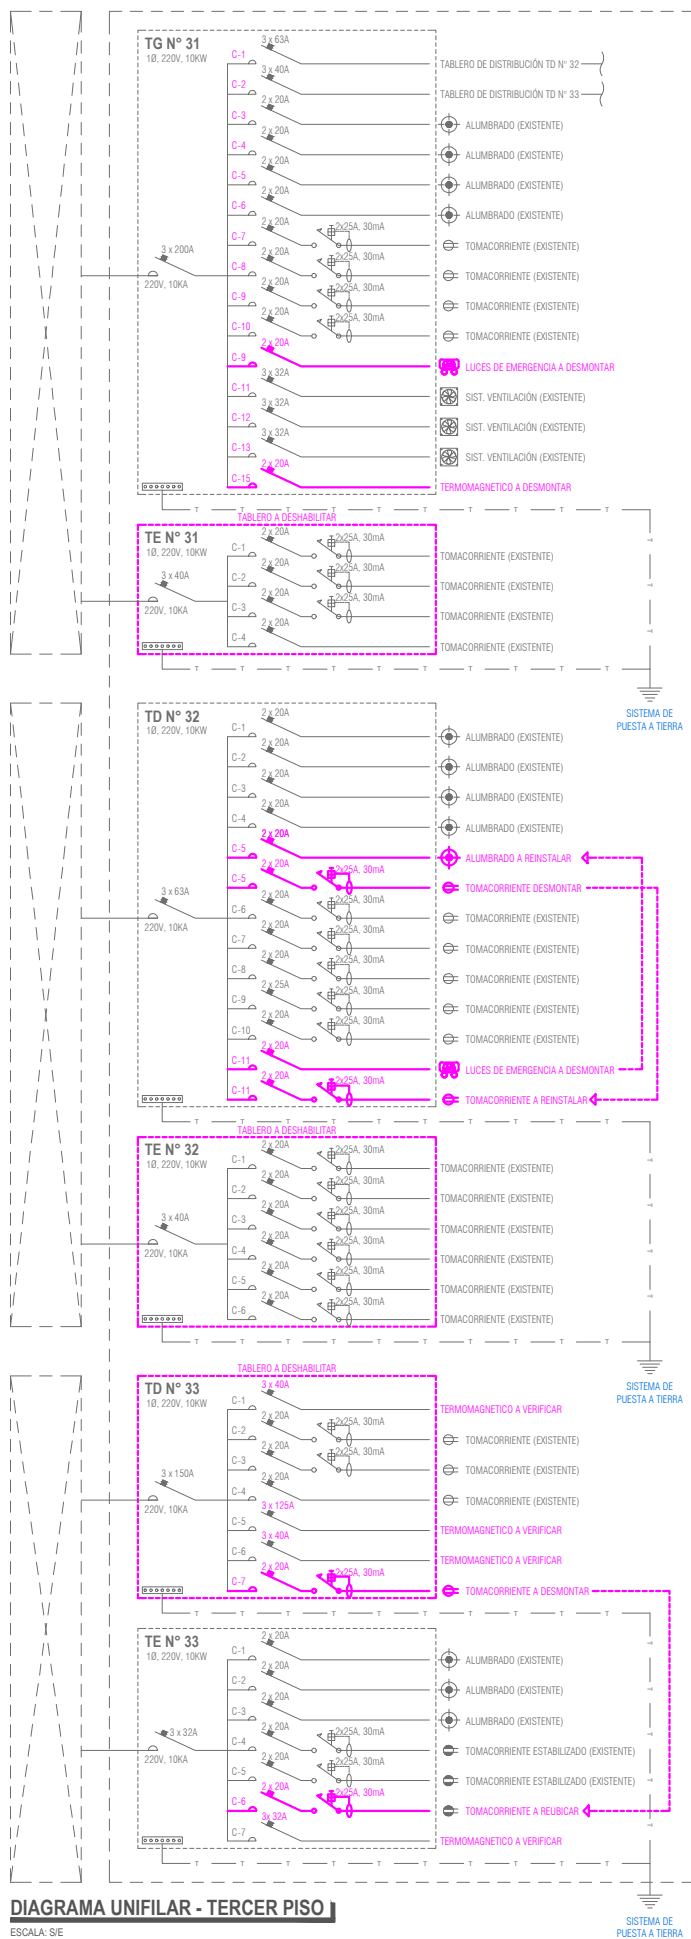 TG N° 31
1Ø, 220V, 10KW
3 x 200A
220V, 10KA
C-1 3 x 63A TABLERO DE DISTRIBUCIÓN TD N° 32
C-2 3 x 40A TABLERO DE DISTRIBUCIÓN TD N° 33
C-3 2 x 20A ALUMBRADO (EXISTENTE)
C-4 2 x 20A ALUMBRADO (EXISTENTE)
C-5 2 x 20A ALUMBRADO (EXISTENTE)
C-6 2 x 20A ALUMBRADO (EXISTENTE)
C-7 2 x 20A 2x25A, 30mA TOMACORRIENTE (EXISTENTE)
C-8 2 x 20A 2x25A, 30mA TOMACORRIENTE (EXISTENTE)
C-9 2 x 20A 2x25A, 30mA TOMACORRIENTE (EXISTENTE)
C-10 2 x 20A 2x25A, 30mA TOMACORRIENTE (EXISTENTE)
C-9 2 x 20A LUCES DE EMERGENCIA A DESMONTAR
C-11 3 x 32A SIST. VENTILACIÓN (EXISTENTE)
C-12 3 x 32A SIST. VENTILACIÓN (EXISTENTE)
C-13 3 x 32A SIST. VENTILACIÓN (EXISTENTE)
C-15 2 x 20A TERMOMAGNETICO A DESMONTAR
T T T T T T T T
TABLERO A DESHABILITAR
TE N° 31
1Ø, 220V, 10KW
3 x 40A
220V, 10KA
C-1 2 x 20A 2x25A, 30mA TOMACORRIENTE (EXISTENTE)
C-2 2 x 20A 2x25A, 30mA TOMACORRIENTE (EXISTENTE)
C-3 2 x 20A 2x25A, 30mA TOMACORRIENTE (EXISTENTE)
C-4 2 x 20A TOMACORRIENTE (EXISTENTE)
T T T
T T T T T T T T T T
SISTEMA DE
PUESTA A TIERRA
TD N° 32
1Ø, 220V, 10KW
3 x 63A
220V, 10KA
C-1 2 x 20A ALUMBRADO (EXISTENTE)
C-2 2 x 20A ALUMBRADO (EXISTENTE)
C-3 2 x 20A ALUMBRADO (EXISTENTE)
C-4 2 x 20A ALUMBRADO (EXISTENTE)
C-5 2 x 20A ALUMBRADO A REINSTALAR
C-5 2 x 20A 2x25A, 30mA TOMACORRIENTE DESMONTAR
C-6 2 x 20A 2x25A, 30mA TOMACORRIENTE (EXISTENTE)
C-7 2 x 20A 2x25A, 30mA TOMACORRIENTE (EXISTENTE)
C-8 2 x 20A 2x25A, 30mA TOMACORRIENTE (EXISTENTE)
C-9 2 x 25A 2x25A, 30mA TOMACORRIENTE (EXISTENTE)
C-10 2 x 20A 2x25A, 30mA TOMACORRIENTE (EXISTENTE)
C-11 2 x 20A LUCES DE EMERGENCIA A DESMONTAR
C-11 2 x 20A 2x25A, 30mA TOMACORRIENTE A REINSTALAR
T T T T T T T T
TABLERO A DESHABILITAR
TE N° 32
1Ø, 220V, 10KW
3 x 40A
220V, 10KA
C-1 2 x 20A 2x25A, 30mA TOMACORRIENTE (EXISTENTE)
C-2 2 x 20A 2x25A, 30mA TOMACORRIENTE (EXISTENTE)
C-3 2 x 20A 2x25A, 30mA TOMACORRIENTE (EXISTENTE)
C-4 2 x 20A 2x25A, 30mA TOMACORRIENTE (EXISTENTE)
C-5 2 x 20A 2x25A, 30mA TOMACORRIENTE (EXISTENTE)
C-6 2 x 20A 2x25A, 30mA TOMACORRIENTE (EXISTENTE)
T T T T
T T T T T T T T T T
SISTEMA DE
PUESTA A TIERRA
TABLERO A DESHABILITAR
TD N° 33
1Ø, 220V, 10KW
3 x 150A
220V, 10KA
C-1 3 x 40A TERMOMAGNETICO A VERIFICAR
C-2 2 x 20A 2x25A, 30mA TOMACORRIENTE (EXISTENTE)
C-3 2 x 20A 2x25A, 30mA TOMACORRIENTE (EXISTENTE)
C-4 2 x 20A TOMACORRIENTE (EXISTENTE)
C-5 3 x 125A TERMOMAGNETICO A VERIFICAR
C-6 3 x 40A TERMOMAGNETICO A VERIFICAR
C-7 2 x 20A 2x25A, 30mA TOMACORRIENTE A DESMONTAR
T T T T T T T T T T
TE N° 33
1Ø, 220V, 10KW
3 x 32A
220V, 10KA
C-1 2 x 20A ALUMBRADO (EXISTENTE)
C-2 2 x 20A ALUMBRADO (EXISTENTE)
C-3 2 x 20A ALUMBRADO (EXISTENTE)
C-4 2 x 20A 2x25A, 30mA TOMACORRIENTE ESTABILIZADO (EXISTENTE)
C-5 2 x 20A 2x25A, 30mA TOMACORRIENTE ESTABILIZADO (EXISTENTE)
C-6 2 x 20A 2x25A, 30mA TOMACORRIENTE A REUBICAR
C-7 3x 32A TERMOMAGNETICO A VERIFICAR
T T T T T
T T T T T T T T T T
SISTEMA DE
PUESTA A TIERRA
DIAGRAMA UNIFILAR - TERCER PISO
ESCALA: S/E